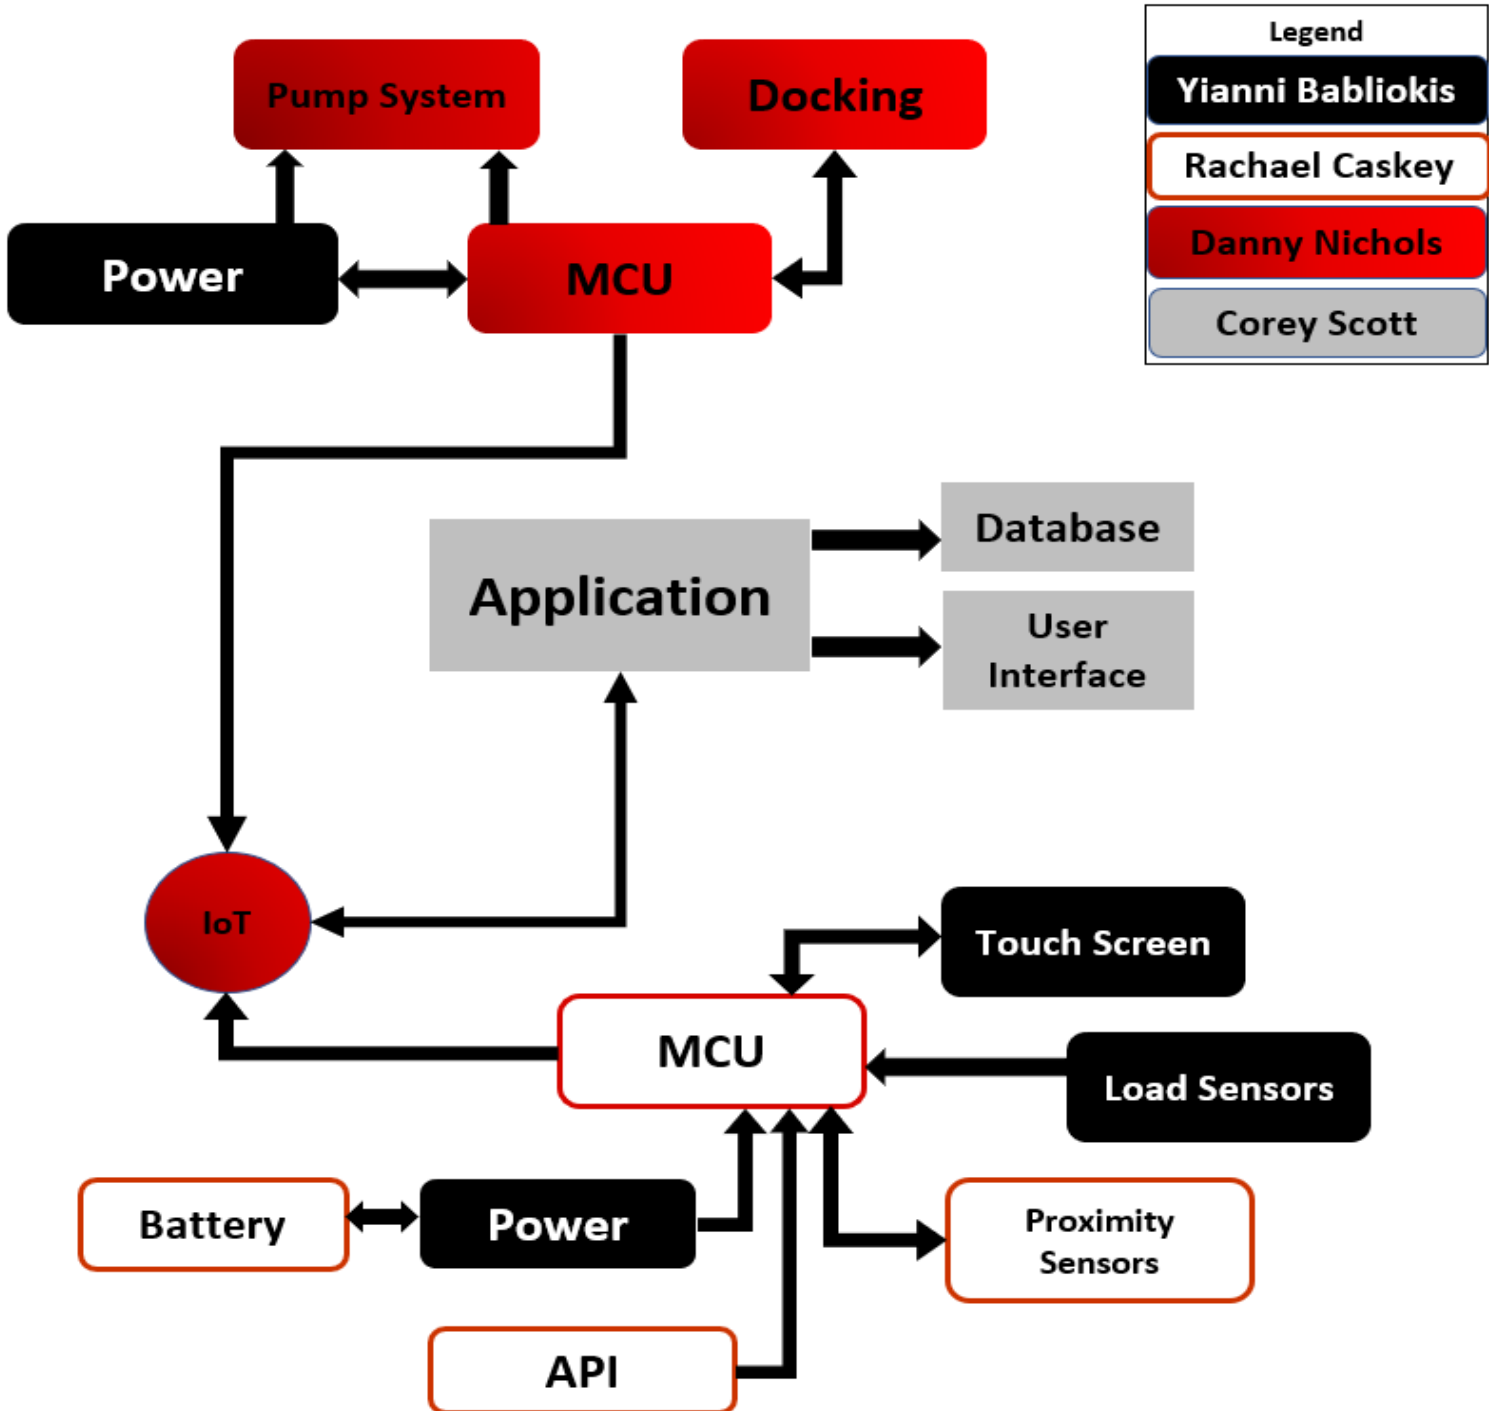 Legend
Yianni Babliokis
Rachael Caskey
Danny Nichols
Corey Scott
Pump System
Docking
Power
MCU
Application
Database
User
Interface
IoT
Touch Screen
MCU
Load Sensors
Battery
Power
Proximity
Sensors
API